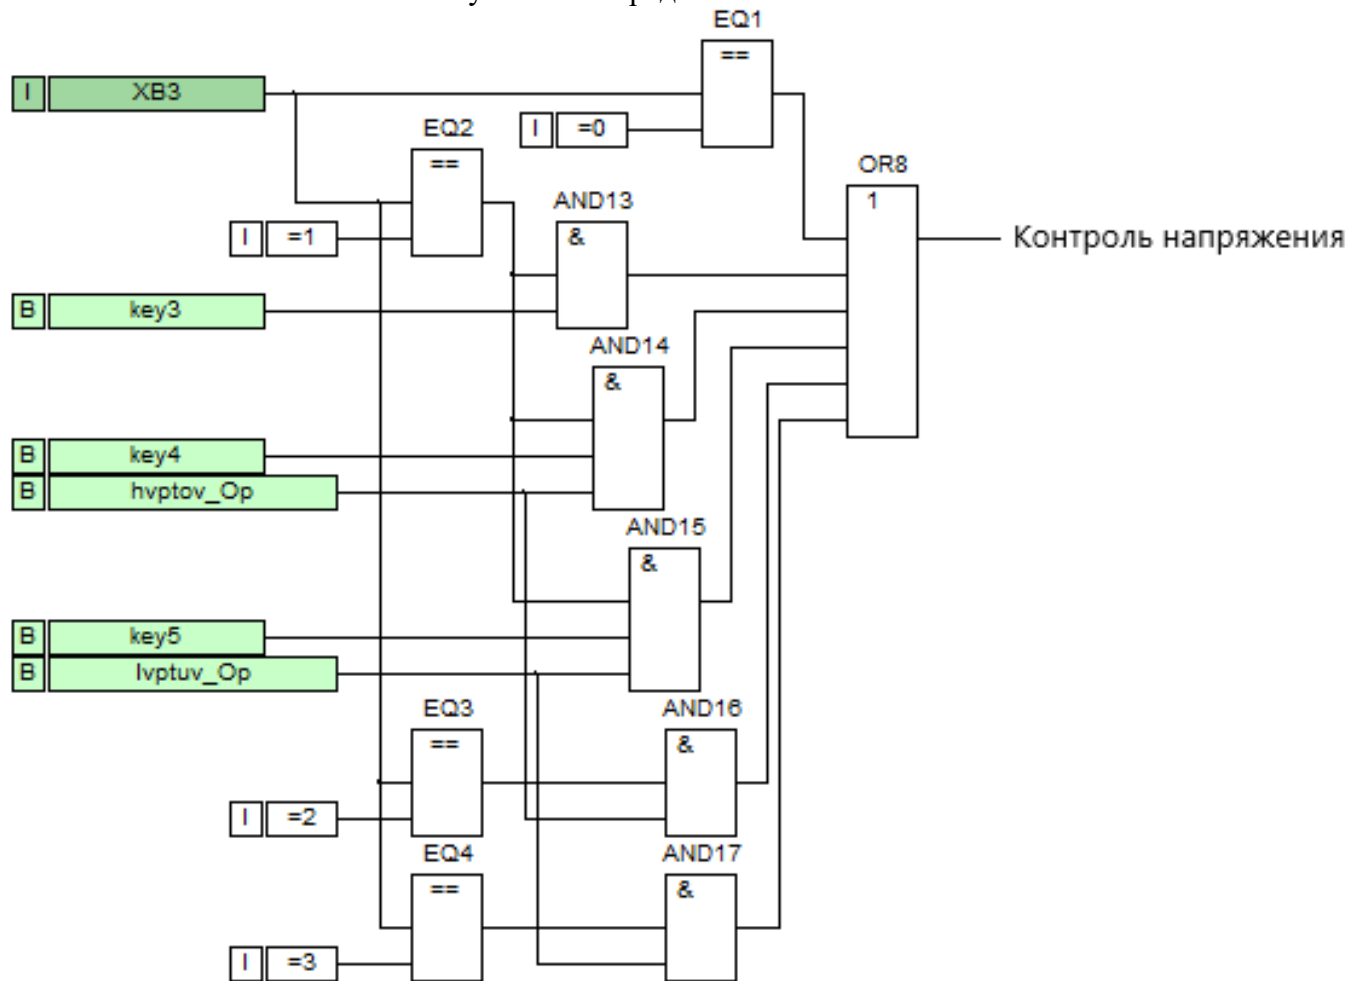 EQ1
==
I XB3
I =0
EQ2
==
OR8
1
AND13
&
I =1
Контроль напряжения
B key3
AND14
&
B key4
B hvptov_Op
AND15
&
B key5
B lvptuv_Op
EQ3
==
AND16
&
I =2
EQ4
==
AND17
&
I =3